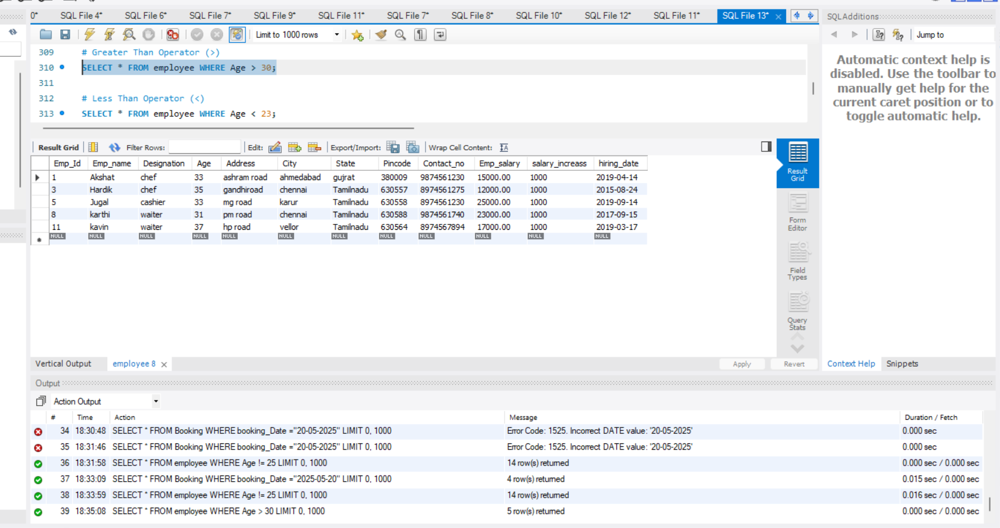 0* SQL File 4* SQL File 6* SQL File 7* SQL File 9* SQL File 11* SQL File 7* SQL File 8* SQL File 10* SQL File 12* SQL File 11* SQL File 13*
SQLAdditions
Limit to 1000 rows
Jump to
309 # Greater Than Operator (>)
310 SELECT * FROM employee WHERE Age > 30;
311
312 # Less Than Operator (<)
313 SELECT * FROM employee WHERE Age < 23;
Automatic context help is
disabled. Use the toolbar to
manually get help for the
current caret position or to
toggle automatic help.
Result Grid Filter Rows: Edit: Export/Import: Wrap Cell Content:
Emp_Id Emp_name Designation Age Address City State Pincode Contact_no Emp_salary salary_increass hiring_date
1 Akshat chef 33 ashram road ahmedabad gujrat 380009 9874561230 15000.00 1000 2019-04-14
3 Hardik chef 35 gandhiroad chennai Tamilnadu 630557 8974561275 12000.00 1000 2015-08-24
5 Jugal cashier 33 mg road karur Tamilnadu 630558 8974561230 25000.00 1000 2019-09-14
8 karthi waiter 31 pm road chennai Tamilnadu 630588 9874561740 23000.00 1000 2017-09-15
11 kavin waiter 37 hp road vellor Tamilnadu 630564 8974567894 17000.00 1000 2019-03-17
NULL NULL NULL NULL NULL NULL NULL NULL NULL NULL NULL NULL
Result
Grid
Form
Editor
Field
Types
Query
Stats
Vertical Output employee 8 Apply Revert
Context Help Snippets
Output
Action Output
# Time Action Message Duration / Fetch
34 18:30:48 SELECT * FROM Booking WHERE booking_Date ="20-05-2025" LIMIT 0, 1000 Error Code: 1525. Incorrect DATE value: '20-05-2025' 0.000 sec
35 18:31:46 SELECT * FROM Booking WHERE booking_Date ="20-05-2025" LIMIT 0, 1000 Error Code: 1525. Incorrect DATE value: '20-05-2025' 0.000 sec
36 18:31:58 SELECT * FROM employee WHERE Age != 25 LIMIT 0, 1000 14 row(s) returned 0.000 sec / 0.000 sec
37 18:33:09 SELECT * FROM Booking WHERE booking_Date ="2025-05-20" LIMIT 0, 1000 4 row(s) returned 0.015 sec / 0.000 sec
38 18:33:59 SELECT * FROM employee WHERE Age != 25 LIMIT 0, 1000 14 row(s) returned 0.016 sec / 0.000 sec
39 18:35:08 SELECT * FROM employee WHERE Age > 30 LIMIT 0, 1000 5 row(s) returned 0.000 sec / 0.000 sec